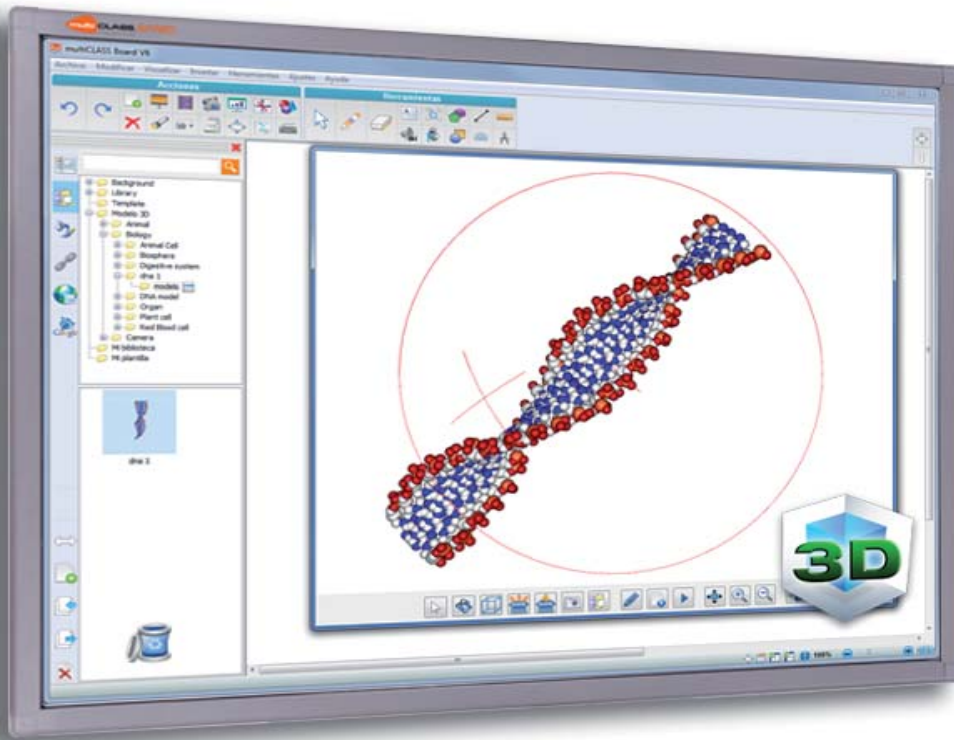 multiCLASS
multiCLASS Board V6
Archivo Modificar Visualizar Insertar Herramientas Ajustes Ayuda
Acciones
Herramientas
Background
Library
Template
Modelo 3D
Animal
Biology
Animal Cell
Biosphere
Digestive system
dna 1
models
DNA model
Organ
Plant cell
Red Blood cell
Camera
Mi biblioteca
Mi plantilla
dna 1
3D
100%